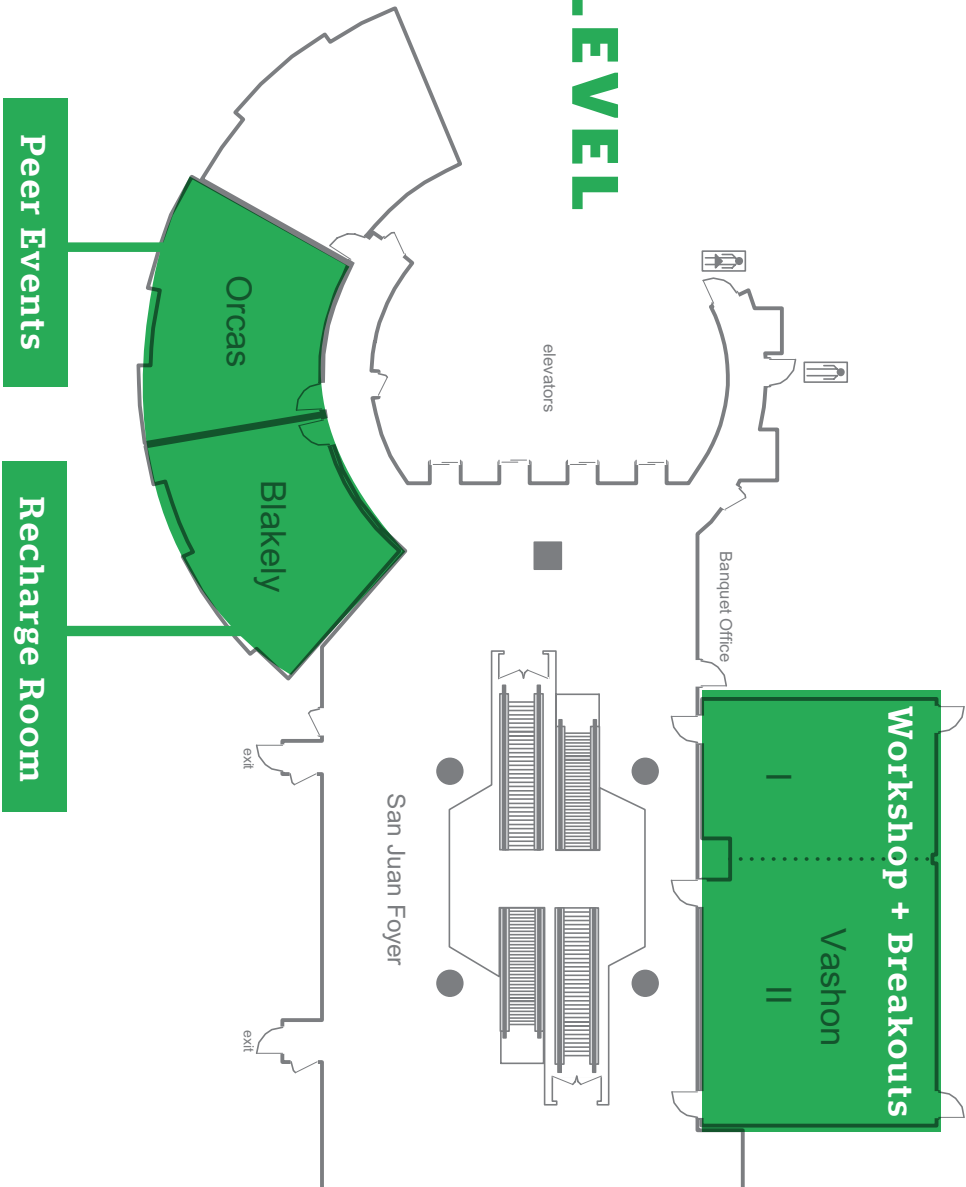 Workshop + Breakouts
Vashon
I
II
Banquet Office
LEVEL
elevators
San Juan Foyer
exit
exit
Blakely
Orcas
Peer Events
Recharge Room